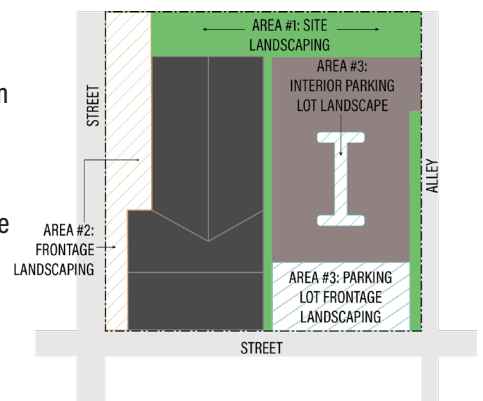 AREA #1: SITE
LANDSCAPING
AREA #3:
INTERIOR PARKING
LOT LANDSCAPE
STREET
ALLEY
AREA #2:
FRONTAGE
LANDSCAPING
AREA #3: PARKING
LOT FRONTAGE
LANDSCAPING
STREET